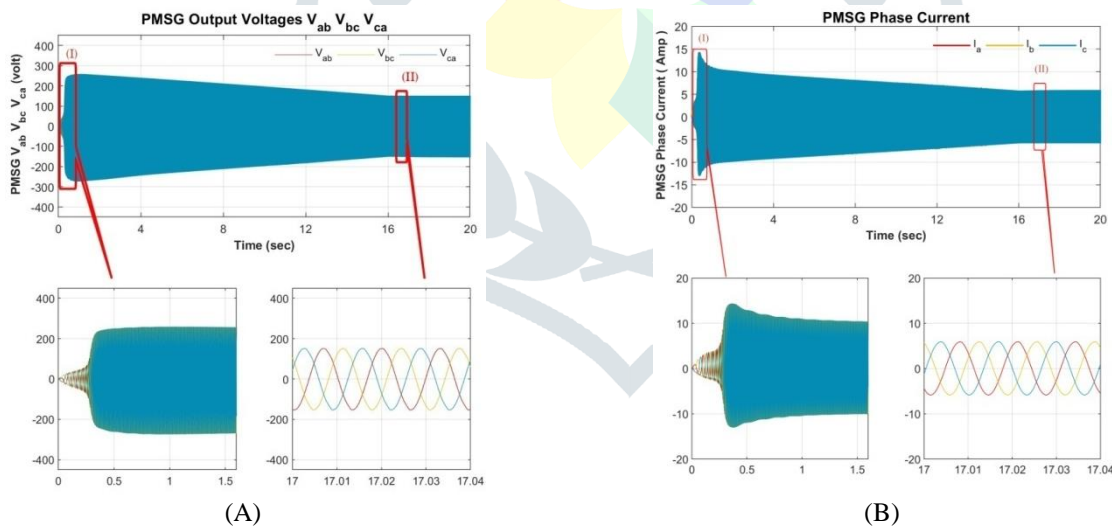 PMSG Output Voltages V_ab V_bc V_ca
PMSG V_ab V_bc V_ca (volt)
400
300
200
100
0
-100
-200
-300
-400
(I)
V_ab V_bc V_ca
(II)
0 4 8 12 16 20
Time (sec)
400
200
0
-200
-400
0 0.5 1 1.5
400
200
0
-200
-400
17 17.01 17.02 17.03 17.04
(A)
PMSG Phase Current
PMSG Phase Current ( Amp )
20
15
10
5
0
-5
-10
-15
-20
(I)
I_a I_b I_c
(II)
0 4 8 12 16 20
Time (sec)
20
10
0
-10
-20
0 0.5 1 1.5
20
10
0
-10
-20
17 17.01 17.02 17.03 17.04
(B)